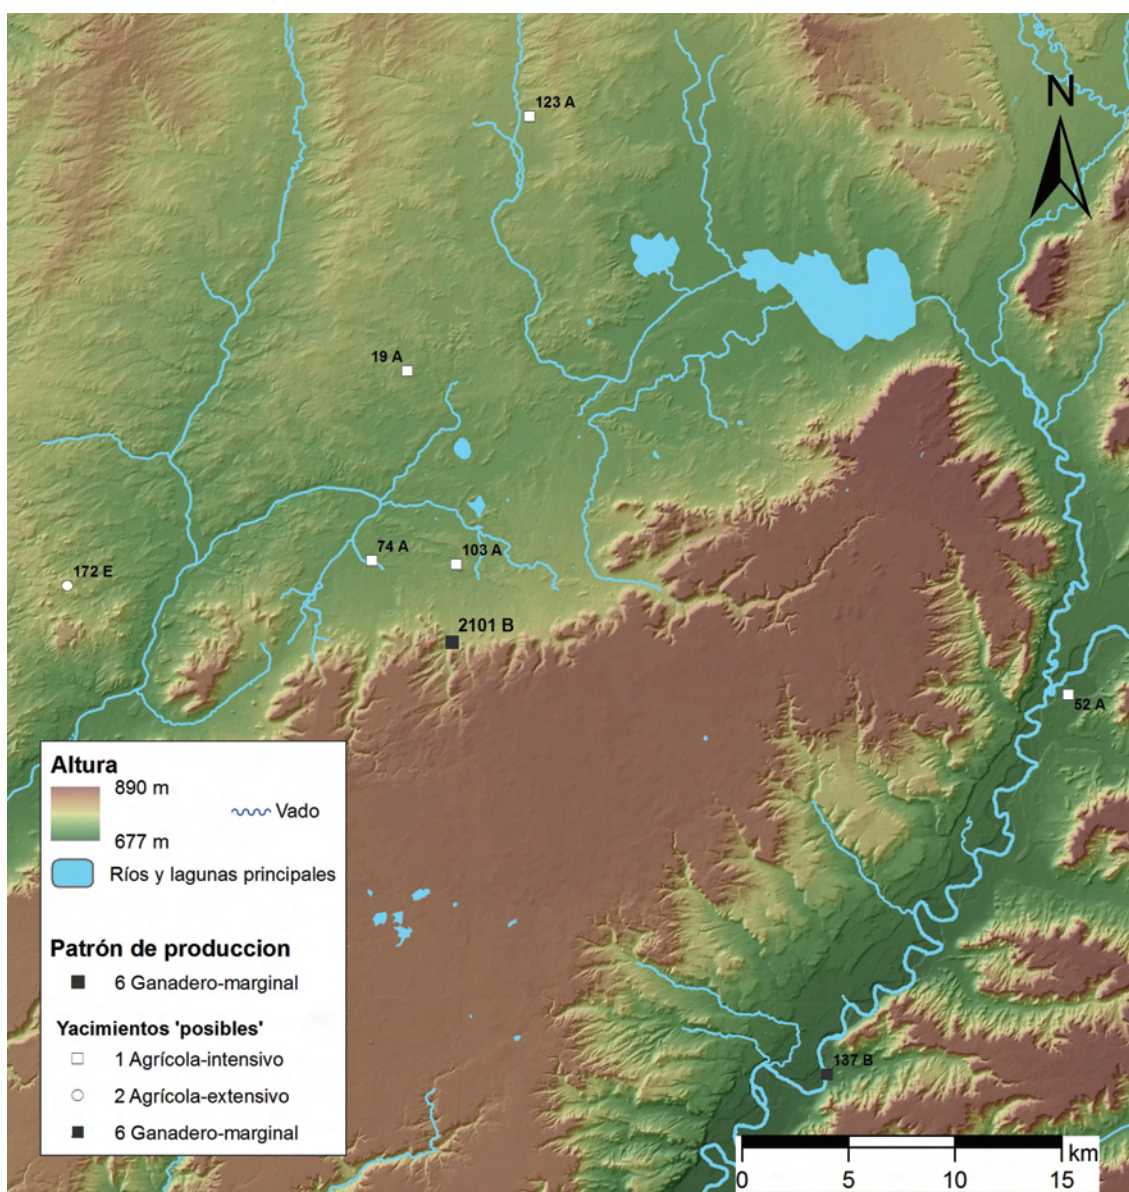 123 A
N
19 A
74 A
103 A
172 E
2101 B
52 A
Altura
890 m
Vado
677 m
Ríos y lagunas principales
Patrón de produccion
6 Ganadero-marginal
Yacimientos 'posibles'
1 Agrícola-intensivo
2 Agrícola-extensivo
6 Ganadero-marginal
137 B
km
0 5 10 15